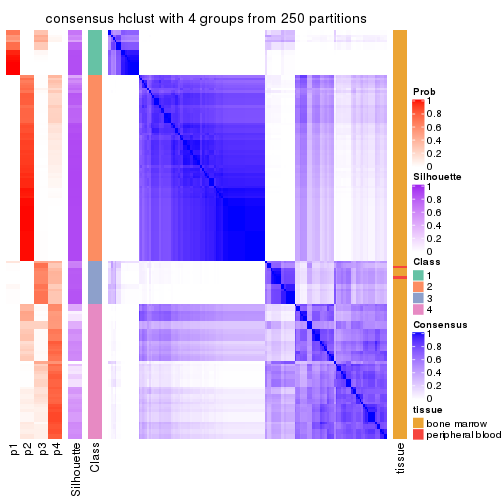 consensus hclust with 4 groups from 250 partitions
Prob
1
0.8
0.6
0.4
0.2
0
Silhouette
1
0.8
0.6
0.4
0.2
0
Class
1
2
3
4
Consensus
1
0.8
0.6
0.4
0.2
0
tissue
bone marrow
peripheral blood
p1
p2
p3
p4
Silhouette
Class
tissue